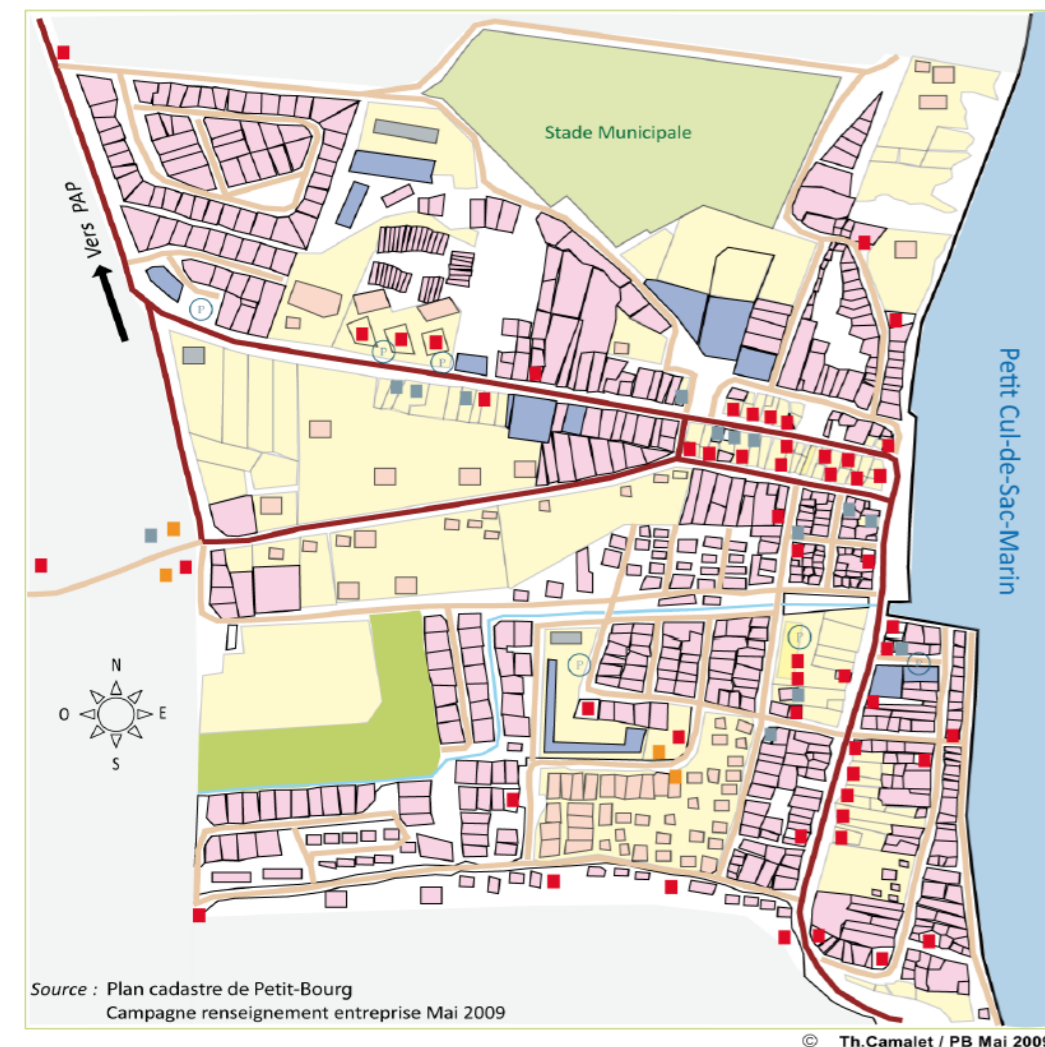 Stade Municipale
Vers PAP
P
P
P
Petit Cul-de-Sac-Marin
P
P
P
N
O
E
S
Source : Plan cadastre de Petit-Bourg
Campagne renseignement entreprise Mai 2009
© Th.Camalet / PB Mai 2009